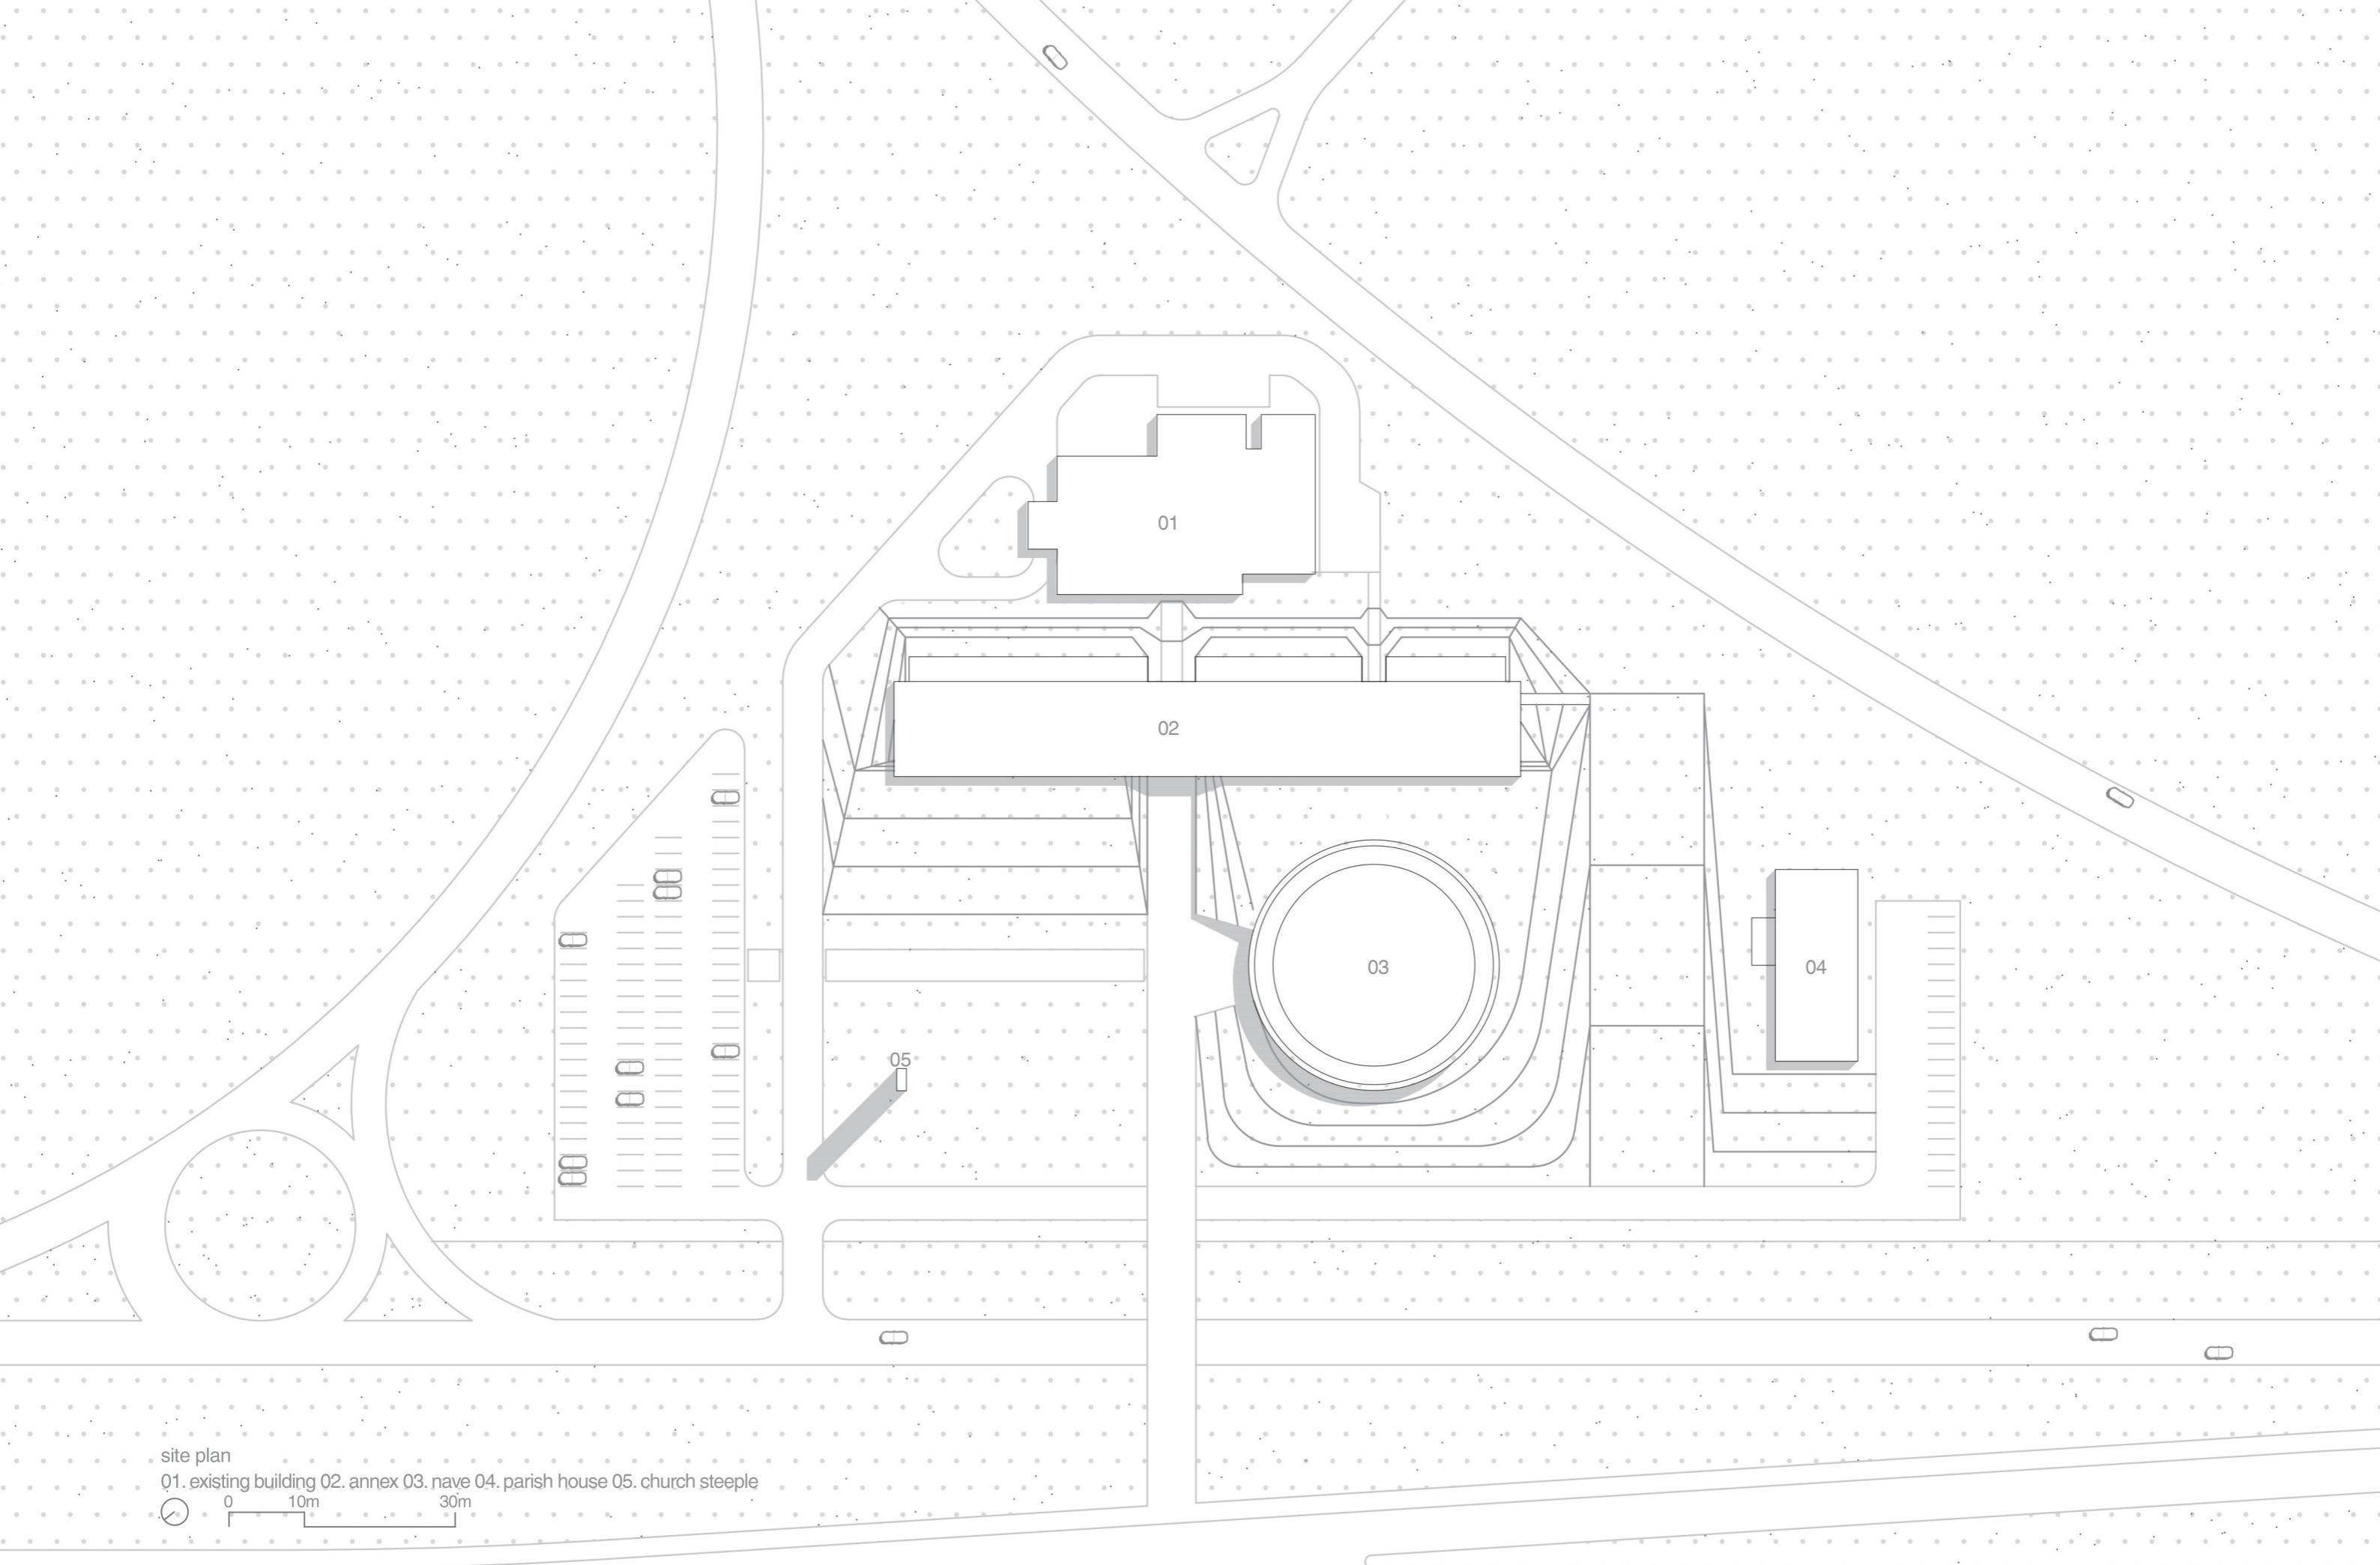 01
02
03
04
05
site plan
01. existing building 02. annex 03. nave 04. parish house 05. church steeple
0 10m 30m